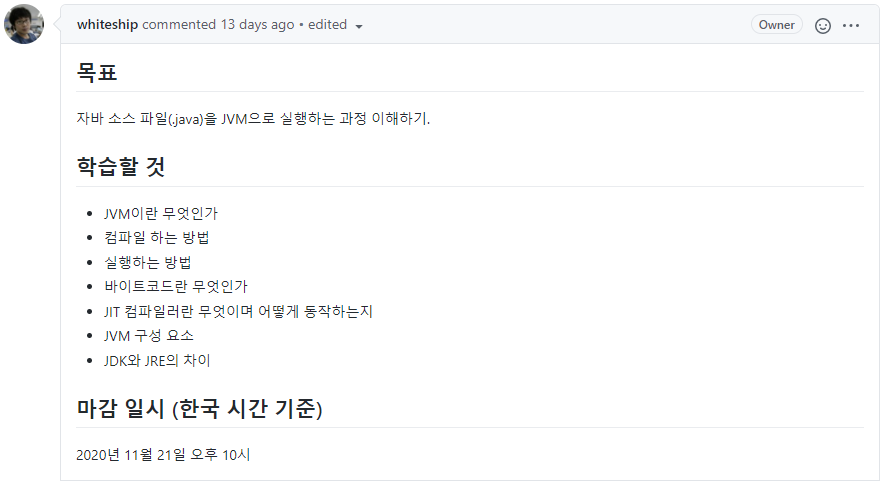 whiteship commented 13 days ago • edited
Owner
목표
자바 소스 파일(.java)을 JVM으로 실행하는 과정 이해하기.
학습할 것
JVM이란 무엇인가
컴파일 하는 방법
실행하는 방법
바이트코드란 무엇인가
JIT 컴파일러란 무엇이며 어떻게 동작하는지
JVM 구성 요소
JDK와 JRE의 차이
마감 일시 (한국 시간 기준)
2020년 11월 21일 오후 10시